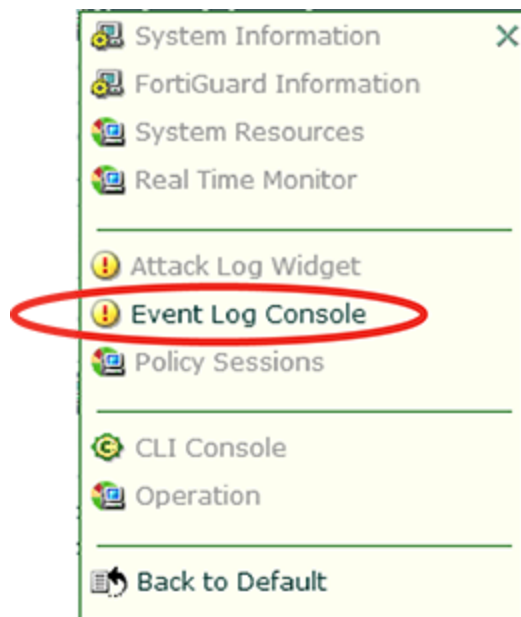 System Information
FortiGuard Information
System Resources
Real Time Monitor
Attack Log Widget
Event Log Console
Policy Sessions
CLI Console
Operation
Back to Default